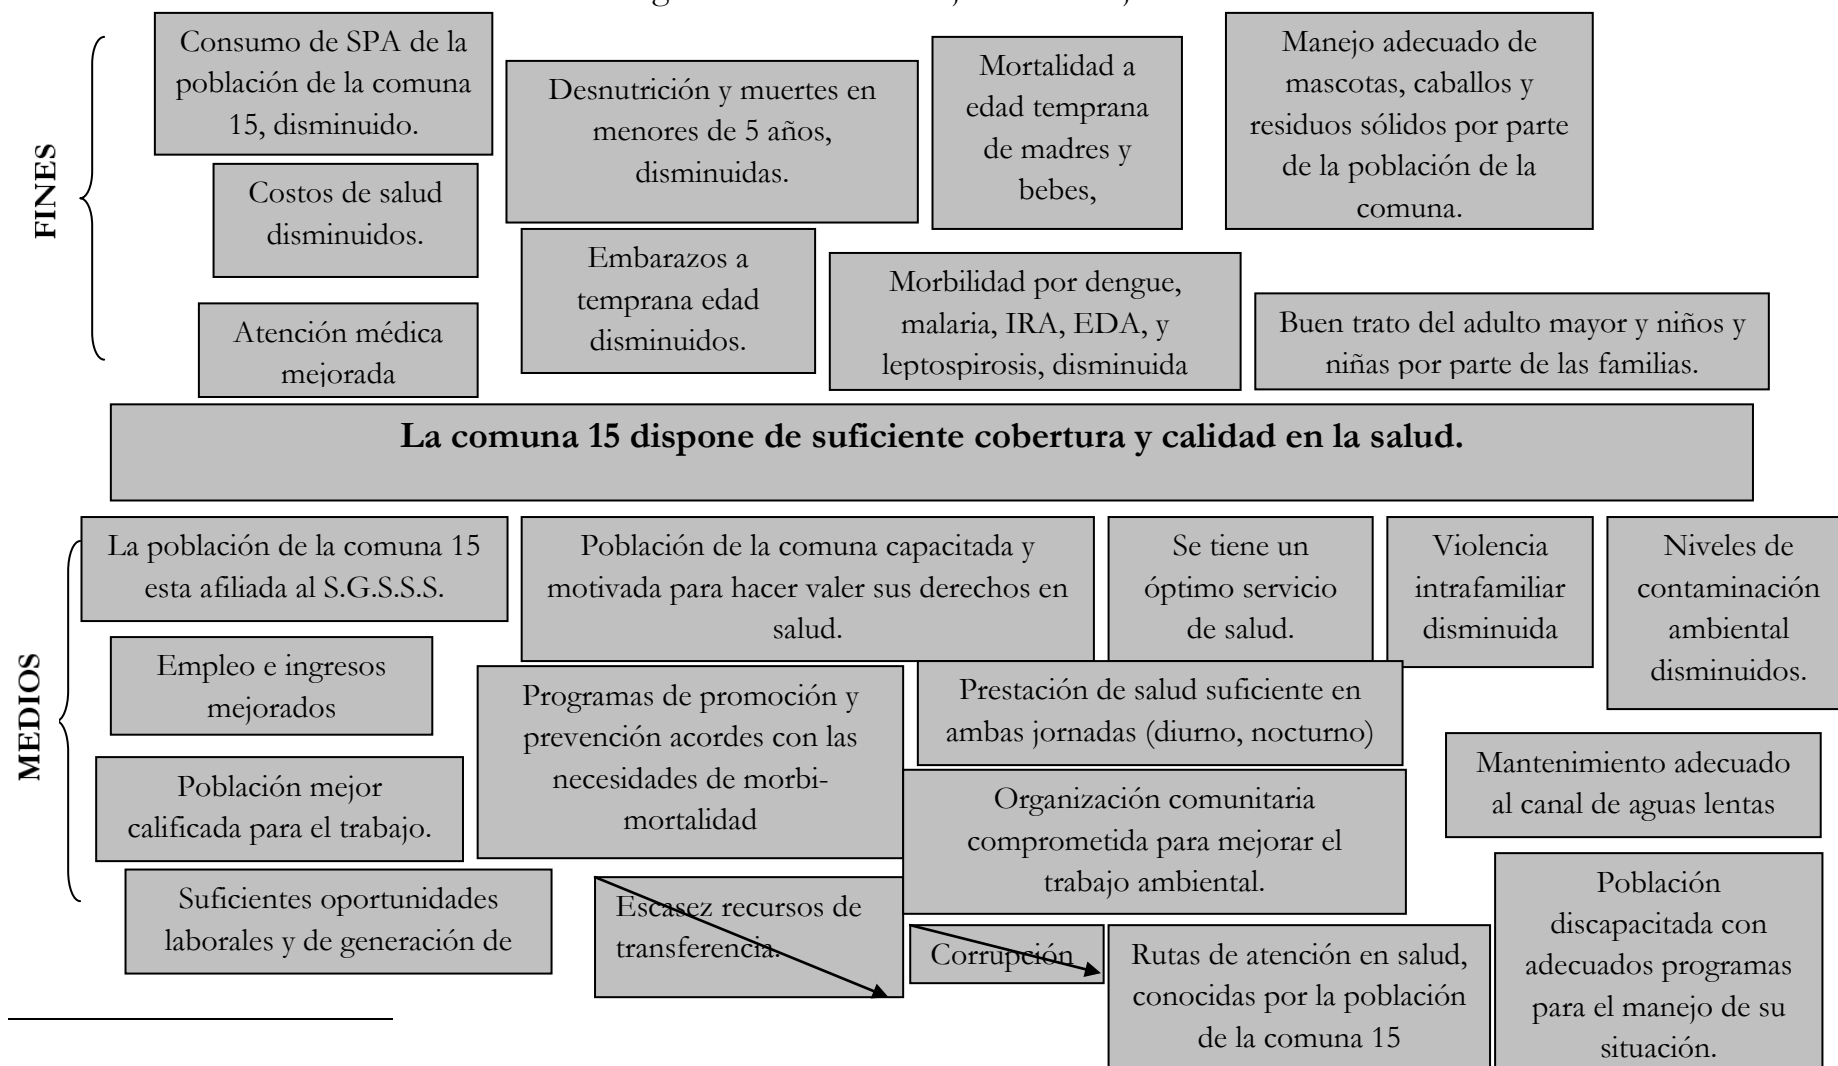 FINES
Consumo de SPA de la
población de la comuna
15, disminuido.
Desnutrición y muertes en
menores de 5 años,
disminuidas.
Mortalidad a
edad temprana
de madres y
bebes,
Manejo adecuado de
mascotas, caballos y
residuos sólidos por parte
de la población de la
comuna.
Costos de salud
disminuidos.
Embarazos a
temprana edad
disminuidos.
Morbilidad por dengue,
malaria, IRA, EDA, y
leptospirosis, disminuida
Buen trato del adulto mayor y niños y
niñas por parte de las familias.
Atención médica
mejorada
La comuna 15 dispone de suficiente cobertura y calidad en la salud.
MEDIOS
La población de la comuna 15
esta afiliada al S.G.S.S.S.
Población de la comuna capacitada y
motivada para hacer valer sus derechos en
salud.
Se tiene un
óptimo servicio
de salud.
Violencia
intrafamiliar
disminuida
Niveles de
contaminación
ambiental
disminuidos.
Empleo e ingresos
mejorados
Programas de promoción y
prevención acordes con las
necesidades de morbi-
mortalidad
Prestación de salud suficiente en
ambas jornadas (diurno, nocturno)
Mantenimiento adecuado
al canal de aguas lentas
Población mejor
calificada para el trabajo.
Organización comunitaria
comprometida para mejorar el
trabajo ambiental.
Suficientes oportunidades
laborales y de generación de
Escasez recursos de
transferencia.
Corrupción
Rutas de atención en salud,
conocidas por la población
de la comuna 15
Población
discapacitada con
adecuados programas
para el manejo de su
situación.